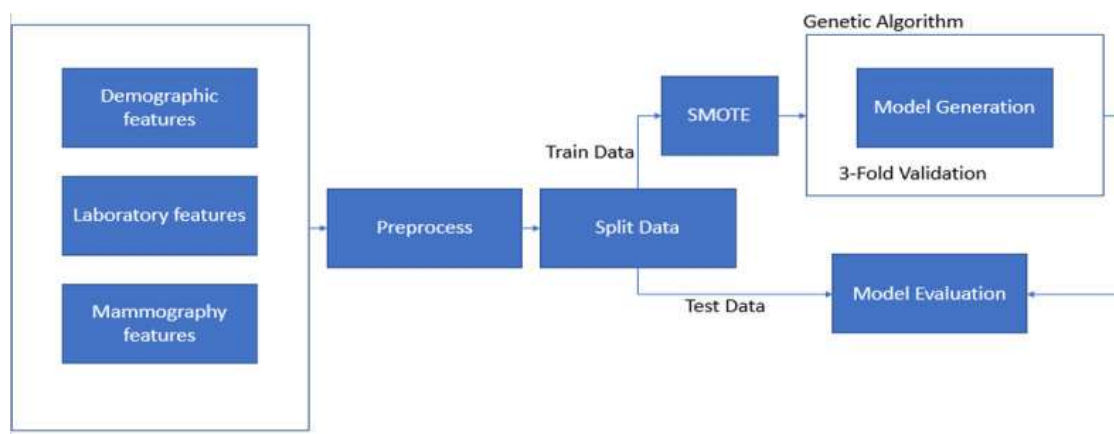 Genetic Algorithm
Demographic
features
SMOTE
Model Generation
Train Data
3-Fold Validation
Laboratory features
Preprocess
Split Data
Mammography
features
Test Data
Model Evaluation